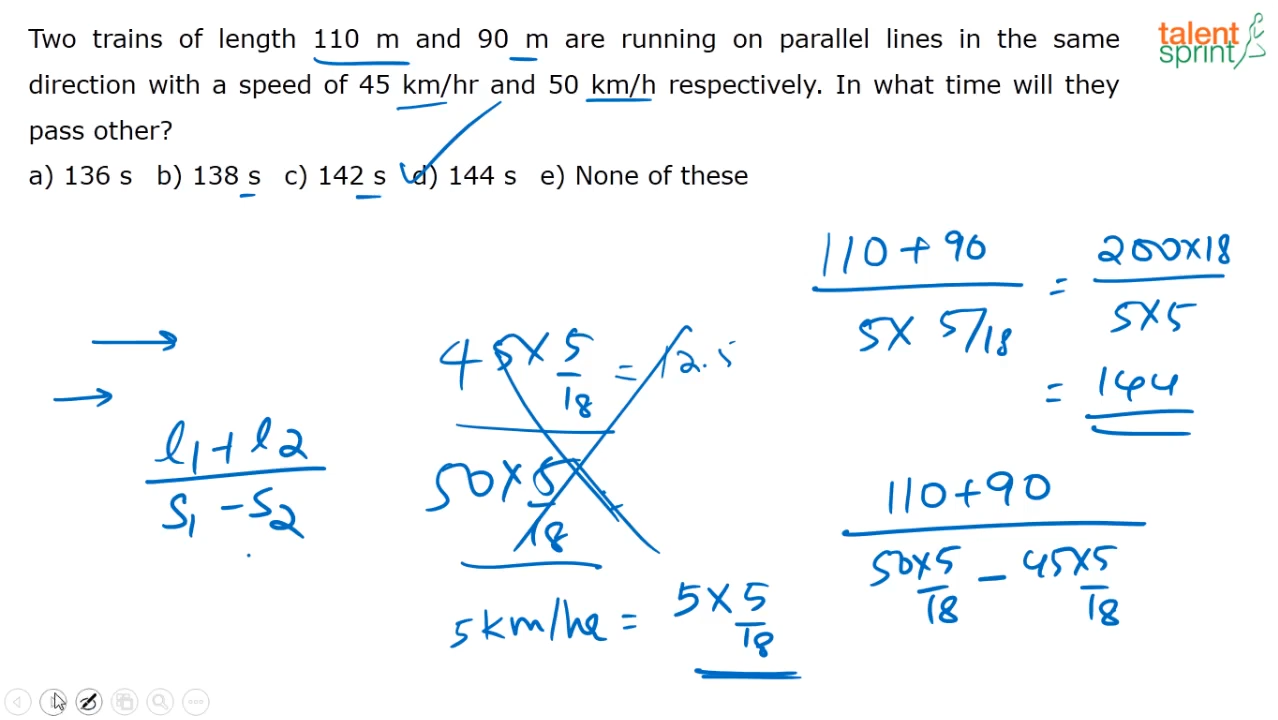 Two trains of length 110 m and 90 m are running on parallel lines in the same
direction with a speed of 45 km/hr and 50 km/h respectively. In what time will they
pass other?
a) 136 s b) 138 s c) 142 s d) 144 s e) None of these
talent
sprint
110+90
5×5/18
= 200×18
5×5
= 144
45×5/18 = 12.5
50×5/18
5km/hr = 5×5/18
l1+l2
S1-S2
110+90
50×5/18 - 45×5/18